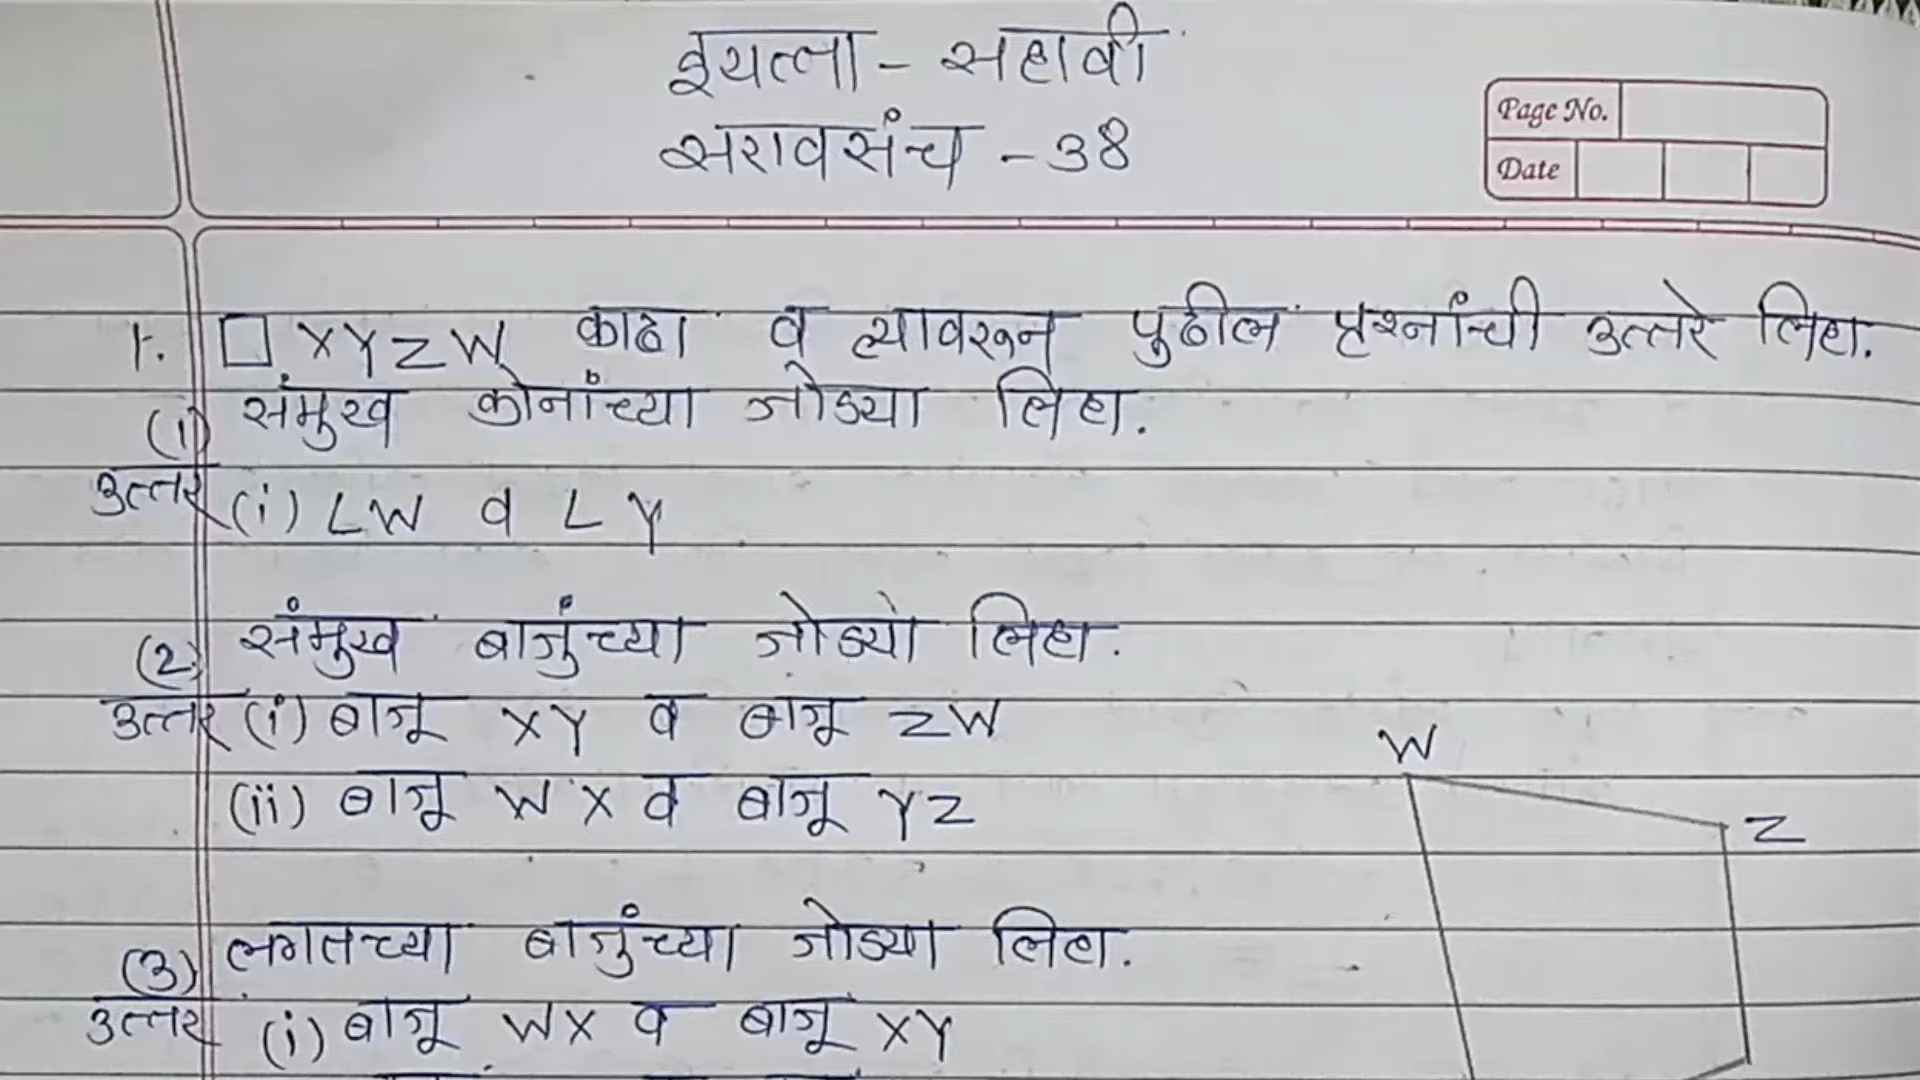 इयत्ता - सहावी
सरावसंच - 38
Page No.
Date
1. □ XYZW काढा व त्यावरून पुढील प्रश्नांची उत्तरे लिहा.
(1) संमुख कोनांच्या जोड्या लिहा.
उत्तर (i) ∠W व ∠Y
(2) संमुख बाजुंच्या जोड्या लिहा.
उत्तर (i) बाजू XY व बाजू ZW
(ii) बाजू WX व बाजू YZ
W
Z
(3) लगतच्या बाजुंच्या जोड्या लिहा.
उत्तर (i) बाजू WX व बाजू XY